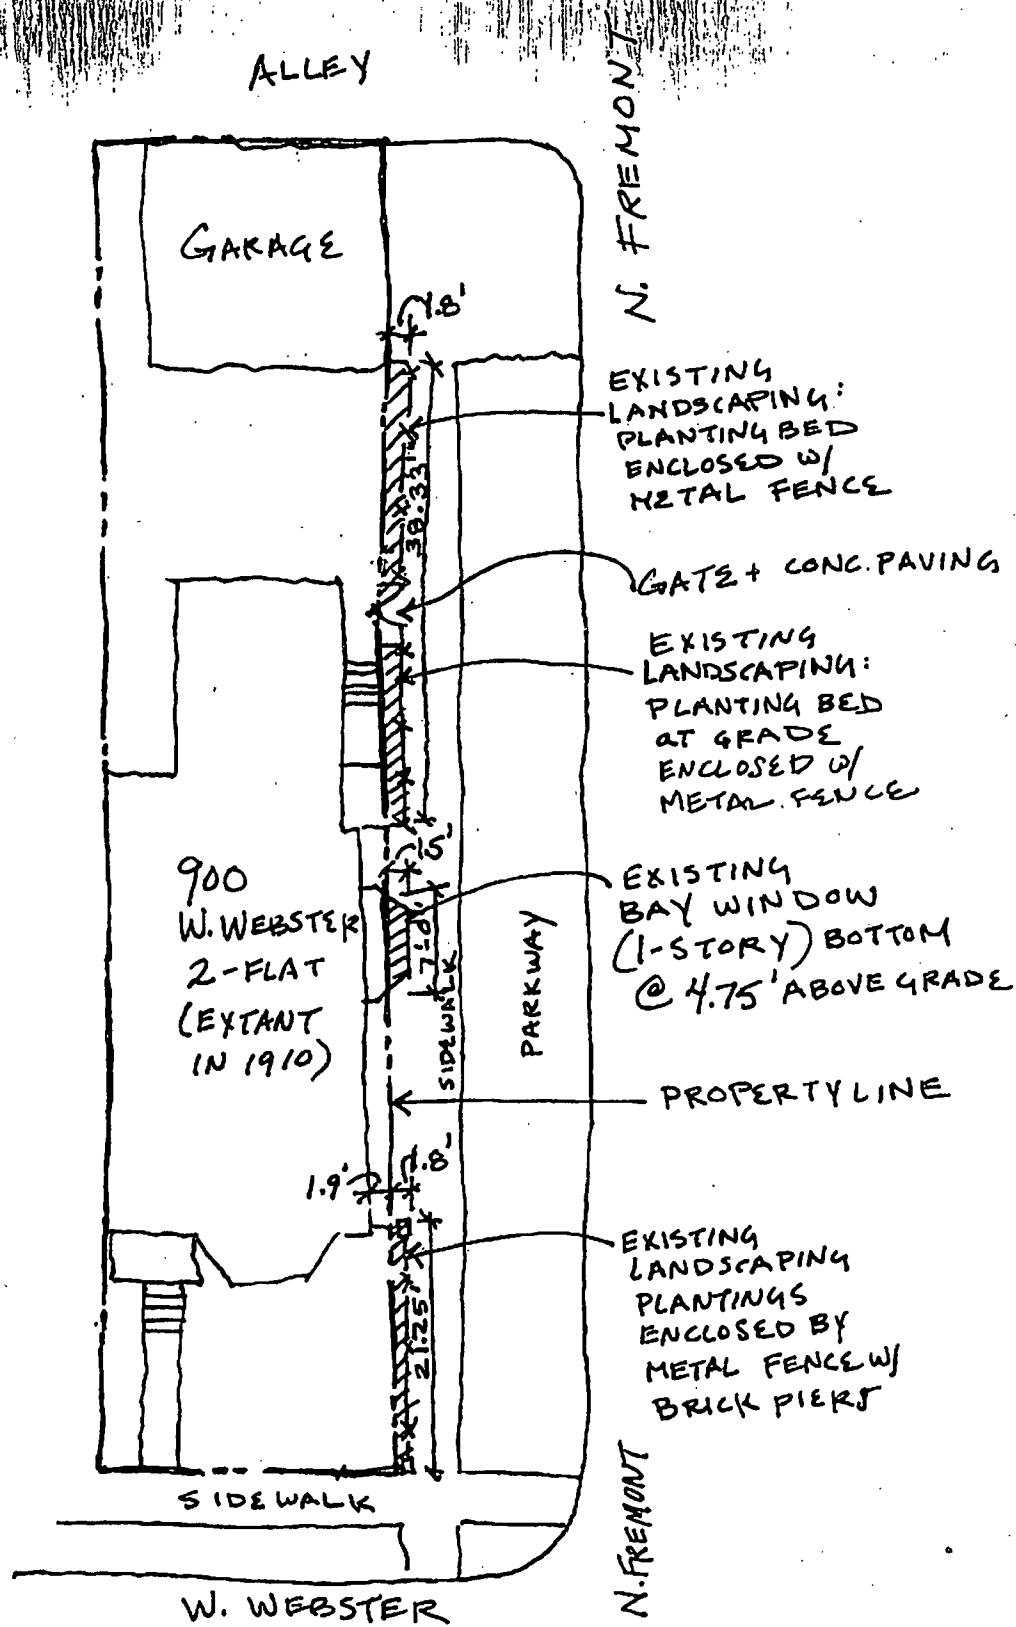 ALLEY
N. FREMONT
GARAGE
1.8'
EXISTING
LANDSCAPING:
PLANTING BED
ENCLOSED W/
METAL FENCE
38.33'
GATE + CONC. PAVING
EXISTING
LANDSCAPING:
PLANTING BED
AT GRADE
ENCLOSED W/
METAL FENCE
900
W. WEBSTER
2-FLAT
(EXTANT
IN 1910)
EXISTING
BAY WINDOW
(1-STORY) BOTTOM
@ 4.75' ABOVE GRADE
SIDEWALK
PARKWAY
PROPERTY LINE
1.9'
EXISTING
LANDSCAPING
PLANTINGS
ENCLOSED BY
METAL FENCE W/
BRICK PIERS
21.25'
SIDEWALK
N. FREMONT
W. WEBSTER